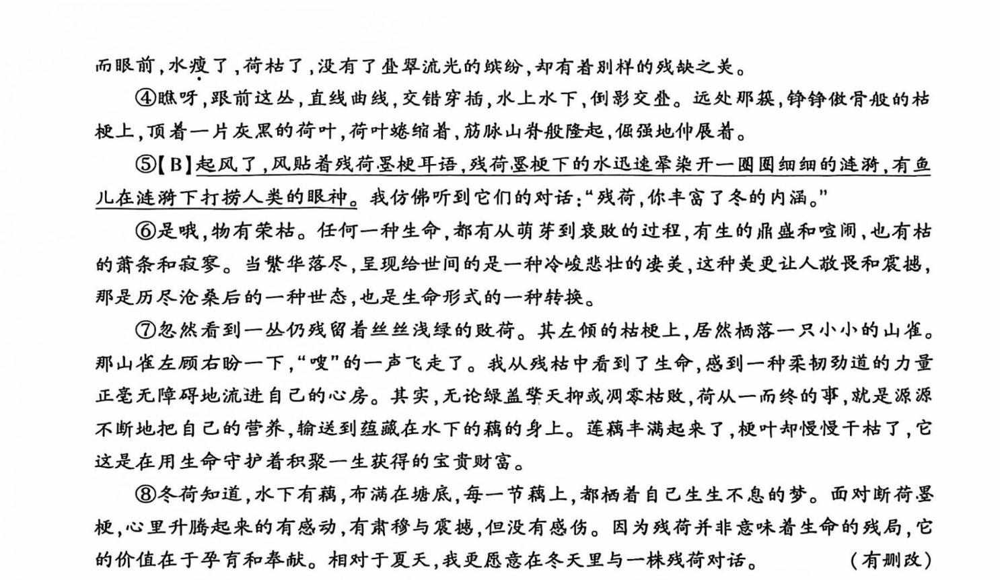 而眼前,水瘦了,荷枯了,没有了叠翠流光的缤纷,却有着别样的残缺之美。
④瞧呀,跟前这丛,直线曲线,交错穿插,水上水下,倒影交叠。远处那簇,铮铮傲骨般的枯
梗上,顶着一片灰黑的荷叶,荷叶蜷缩着,筋脉山脊般隆起,倔强地伸展着。
⑤【B】起风了,风贴着残荷墨梗耳语,残荷墨梗下的水迅速晕染开一圈圈细细的涟漪,有鱼
儿在涟漪下打捞人类的眼神。我仿佛听到它们的对话:“残荷,你丰富了冬的内涵。”
⑥是哦,物有荣枯。任何一种生命,都有从萌芽到衰败的过程,有生的鼎盛和喧闹,也有枯
的萧条和寂寥。当繁华落尽,呈现给世间的是一种冷峻悲壮的凄美,这种美更让人敬畏和震撼,
那是历尽沧桑后的一种世态,也是生命形式的一种转换。
⑦忽然看到一丛仍残留着丝丝浅绿的败荷。其左倾的枯梗上,居然栖落一只小小的山雀。
那山雀左顾右盼一下,“嗖”的一声飞走了。我从残枯中看到了生命,感到一种柔韧劲道的力量
正毫无障碍地流进自己的心房。其实,无论绿盖擎天抑或凋零枯败,荷从一而终的事,就是源源
不断地把自己的营养,输送到蕴藏在水下的藕的身上。莲藕丰满起来了,梗叶却慢慢干枯了,它
这是在用生命守护着积聚一生获得的宝贵财富。
⑧冬荷知道,水下有藕,布满在塘底,每一节藕上,都栖着自己生生不息的梦。面对断荷墨
梗,心里升腾起来的有感动,有肃穆与震撼,但没有感伤。因为残荷并非意味着生命的残局,它
的价值在于孕育和奉献。相对于夏天,我更愿意在冬天里与一株残荷对话。 (有删改)